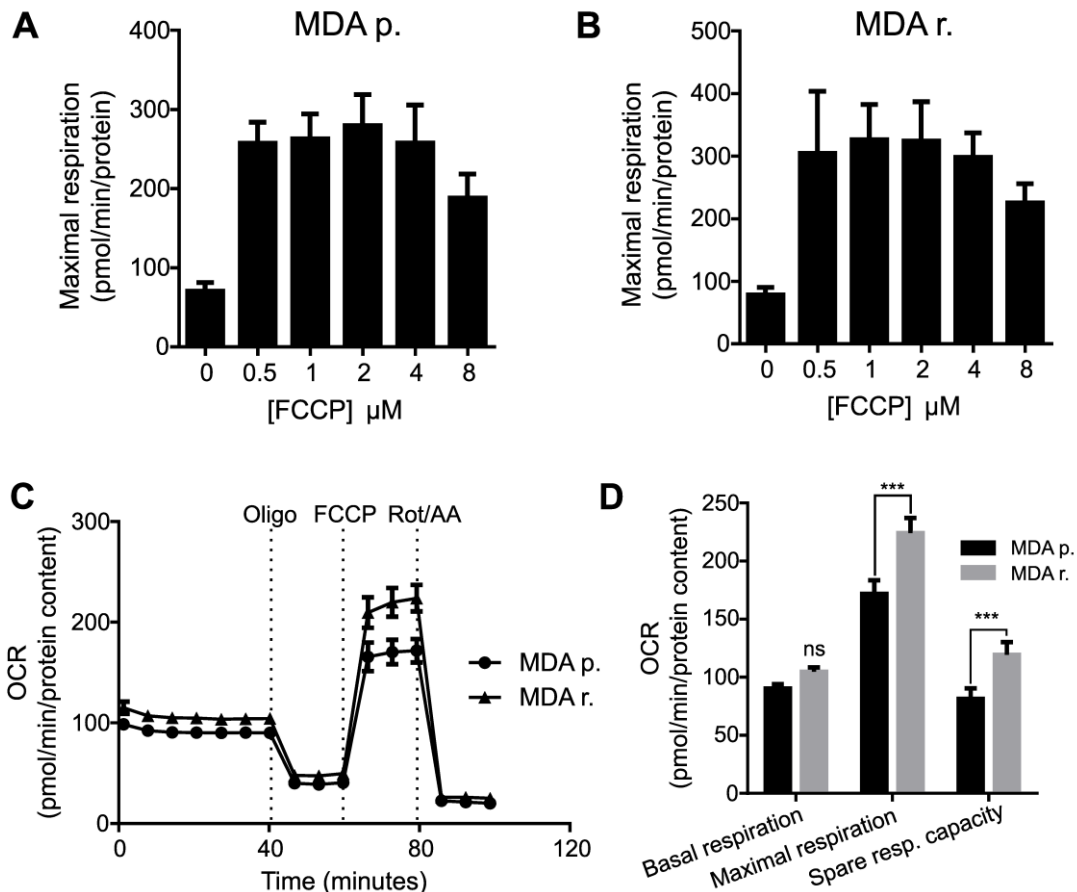 A
MDA p.
Maximal respiration
(pmol/min/protein)
400
300
200
100
0
0 0.5 1 2 4 8
[FCCP] µM
B
MDA r.
Maximal respiration
(pmol/min/protein)
500
400
300
200
100
0
0 0.5 1 2 4 8
[FCCP] µM
C
OCR
(pmol/min/protein content)
300
200
100
0
Oligo FCCP Rot/AA
MDA p.
MDA r.
0 40 80 120
Time (minutes)
D
OCR
(pmol/min/protein content)
250
200
150
100
50
0
ns
***
***
MDA p.
MDA r.
Basal respiration
Maximal respiration
Spare resp. capacity